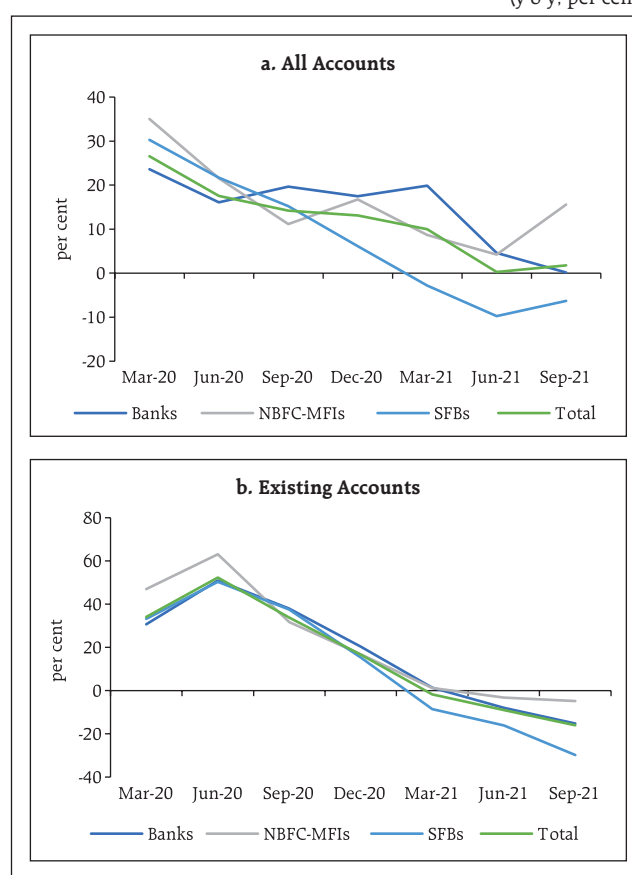 a. All Accounts
40
30
20
10
0
-10
-20
per cent
Mar-20 Jun-20 Sep-20 Dec-20 Mar-21 Jun-21 Sep-21
Banks NBFC-MFIs SFBs Total
b. Existing Accounts
80
60
40
20
0
-20
-40
per cent
Mar-20 Jun-20 Sep-20 Dec-20 Mar-21 Jun-21 Sep-21
Banks NBFC-MFIs SFBs Total